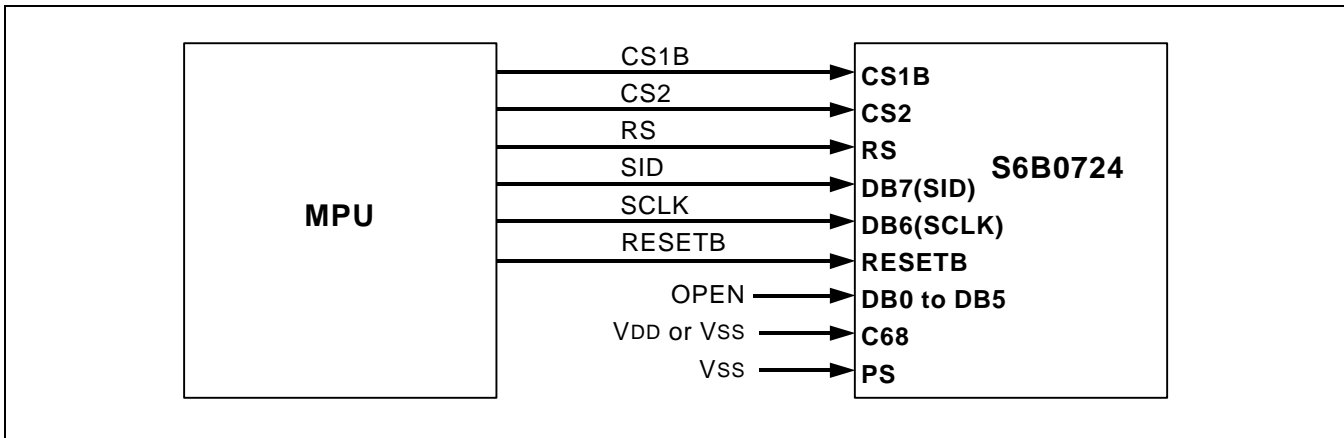 MPU
CS1B
CS2
RS
SID
SCLK
RESETB
OPEN
VDD or VSS
VSS
CS1B
CS2
RS
DB7(SID)
DB6(SCLK)
RESETB
DB0 to DB5
C68
PS
S6B0724